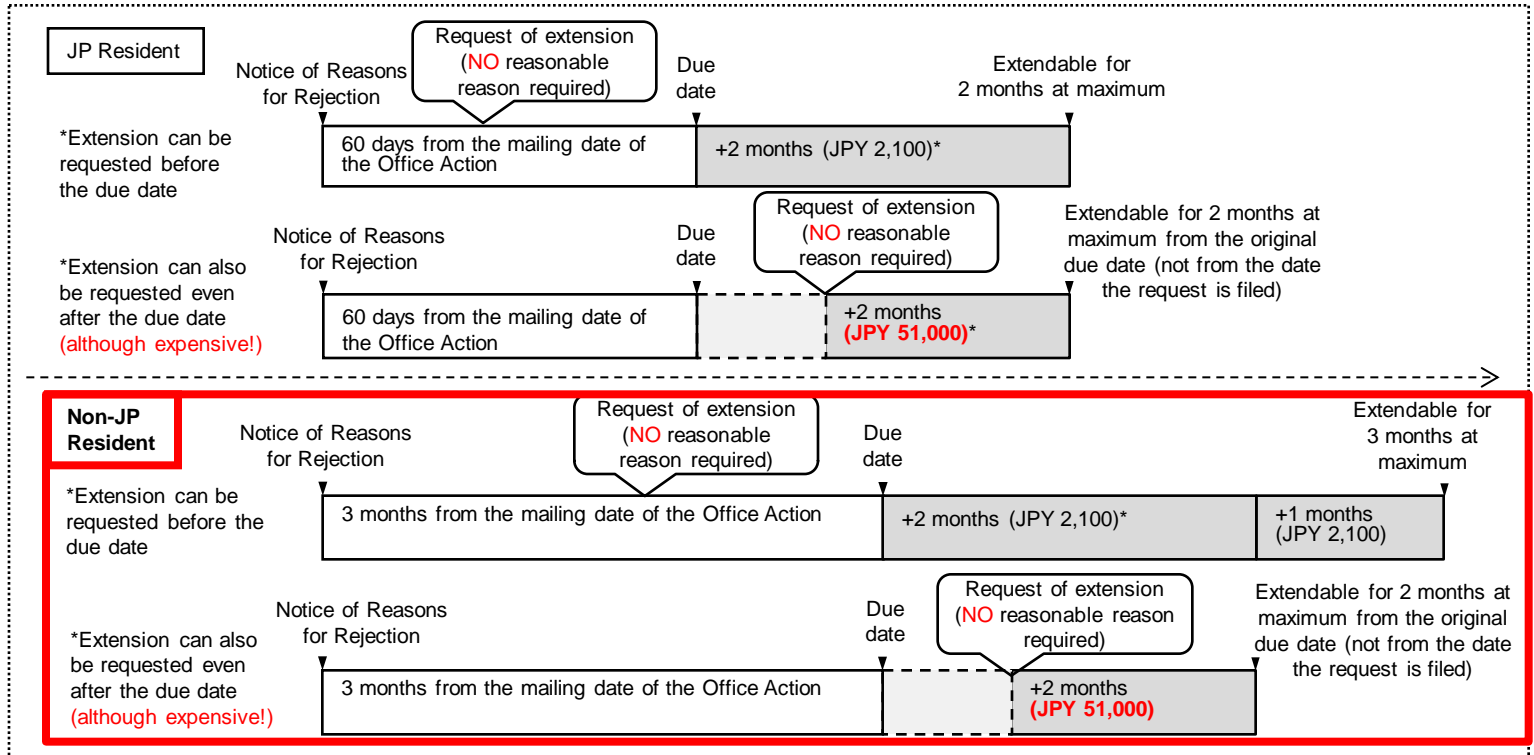 JP Resident
Request of extension
(NO reasonable
reason required)
Notice of Reasons
for Rejection
Due
date
Extendable for
2 months at maximum
*Extension can be
requested before
the due date
60 days from the mailing date of
the Office Action
+2 months (JPY 2,100)*
Request of extension
(NO reasonable
reason required)
Notice of Reasons
for Rejection
Due
date
Extendable for 2 months at
maximum from the original
due date (not from the date
the request is filed)
*Extension can also
be requested even
after the due date
(although expensive!)
60 days from the mailing date of
the Office Action
+2 months
(JPY 51,000)*
Non-JP
Resident
Request of extension
(NO reasonable
reason required)
Notice of Reasons
for Rejection
Due
date
Extendable for
3 months at
maximum
*Extension can be
requested before the
due date
3 months from the mailing date of the Office Action
+2 months (JPY 2,100)*
+1 months
(JPY 2,100)
Request of extension
(NO reasonable reason
required)
Notice of Reasons
for Rejection
Due
date
Extendable for 2 months at
maximum from the original
due date (not from the date
the request is filed)
*Extension can also
be requested even
after the due date
(although expensive!)
3 months from the mailing date of the Office Action
+2 months
(JPY 51,000)